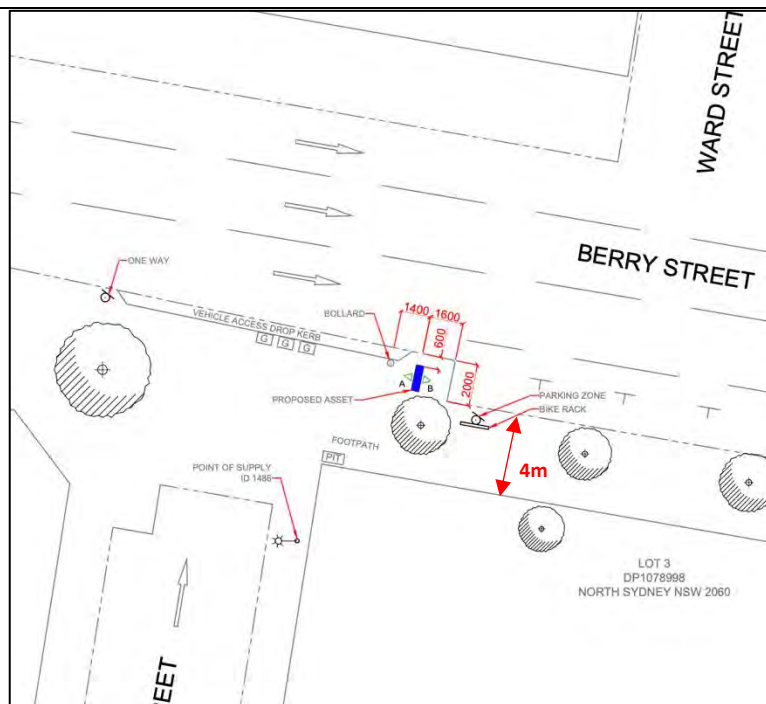 WARD STREET
BERRY STREET
ONE WAY
VEHICLE ACCESS DROP KERB
G G G
BOLLARD
1400 1600
600
2000
PROPOSED ASSET
A B
PARKING ZONE
BIKE RACK
FOOTPATH
PIT
4m
POINT OF SUPPLY
ID 1486
LOT 3
DP1078998
NORTH SYDNEY NSW 2060